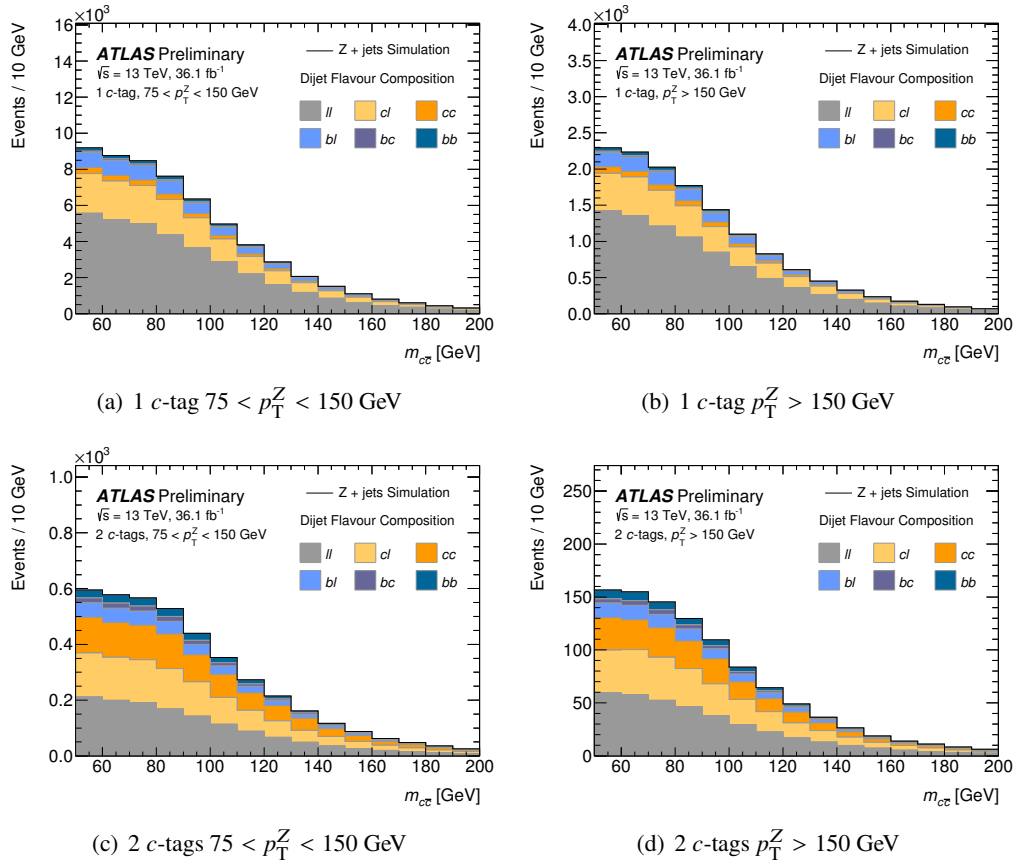 ×10³
Events / 10 GeV
16
14
12
10
8
6
4
2
0
ATLAS Preliminary
√s = 13 TeV, 36.1 fb⁻¹
1 c-tag, 75 < p_T^Z < 150 GeV
Z + jets Simulation
Dijet Flavour Composition
ll cl cc
bl bc bb
60 80 100 120 140 160 180 200
m_cc̅ [GeV]
(a) 1 c-tag 75 < p_T^Z < 150 GeV
×10³
Events / 10 GeV
4.0
3.5
3.0
2.5
2.0
1.5
1.0
0.5
0.0
ATLAS Preliminary
√s = 13 TeV, 36.1 fb⁻¹
1 c-tag, p_T^Z > 150 GeV
Z + jets Simulation
Dijet Flavour Composition
ll cl cc
bl bc bb
60 80 100 120 140 160 180 200
m_cc̅ [GeV]
(b) 1 c-tag p_T^Z > 150 GeV
×10³
Events / 10 GeV
1.0
0.8
0.6
0.4
0.2
0.0
ATLAS Preliminary
√s = 13 TeV, 36.1 fb⁻¹
2 c-tags, 75 < p_T^Z < 150 GeV
Z + jets Simulation
Dijet Flavour Composition
ll cl cc
bl bc bb
60 80 100 120 140 160 180 200
m_cc̅ [GeV]
(c) 2 c-tags 75 < p_T^Z < 150 GeV
Events / 10 GeV
250
200
150
100
50
0
ATLAS Preliminary
√s = 13 TeV, 36.1 fb⁻¹
2 c-tags, p_T^Z > 150 GeV
Z + jets Simulation
Dijet Flavour Composition
ll cl cc
bl bc bb
60 80 100 120 140 160 180 200
m_cc̅ [GeV]
(d) 2 c-tags p_T^Z > 150 GeV